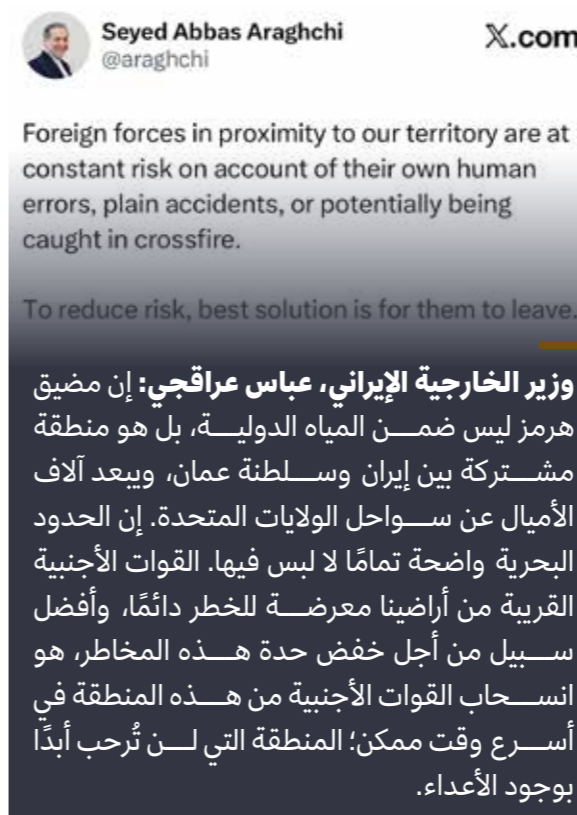 Seyed Abbas Araghchi
X.com
@araghchi
Foreign forces in proximity to our territory are at
constant risk on account of their own human
errors, plain accidents, or potentially being
caught in crossfire.
To reduce risk, best solution is for them to leave.
وزير الخارجية الإيراني، عباس عراقجي: إن مضيق
هرمز ليس ضمن المياه الدولية، بل هو منطقة
مشتركة بين إيران وسلطنة عمان، ويبعد آلاف
الأميال عن سواحل الولايات المتحدة. إن الحدود
البحرية واضحة تمامًا لا لبس فيها. القوات الأجنبية
القريبة من أراضينا معرضة للخطر دائمًا، وأفضل
سبيل من أجل خفض حدة هذه المخاطر، هو
انسحاب القوات الأجنبية من هذه المنطقة في
أسرع وقت ممكن؛ المنطقة التي لن تُرحب أبدًا
بوجود الأعداء.